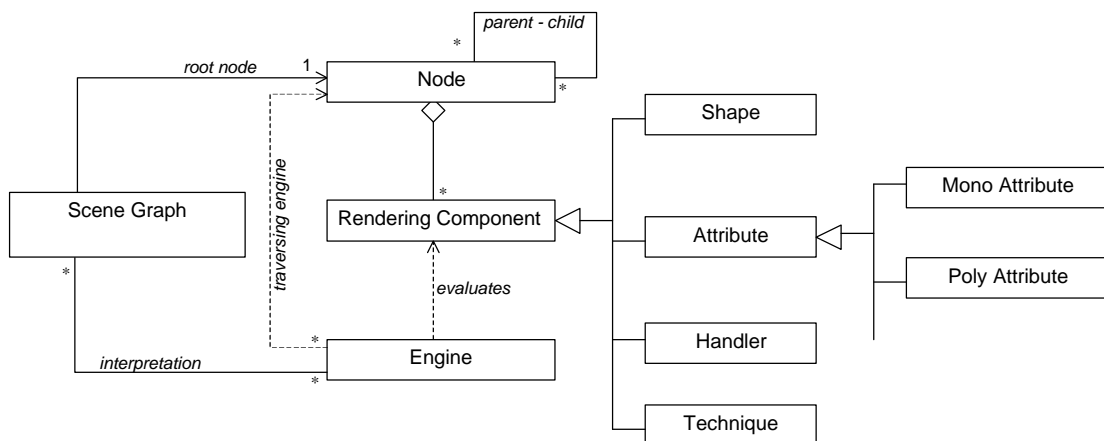 parent - child
*
root node
1
Node
*
Shape
traversing engine
Mono Attribute
*
Scene Graph
Rendering Component
Attribute
*
evaluates
Poly Attribute
*
Handler
interpretation
Engine
*
Technique